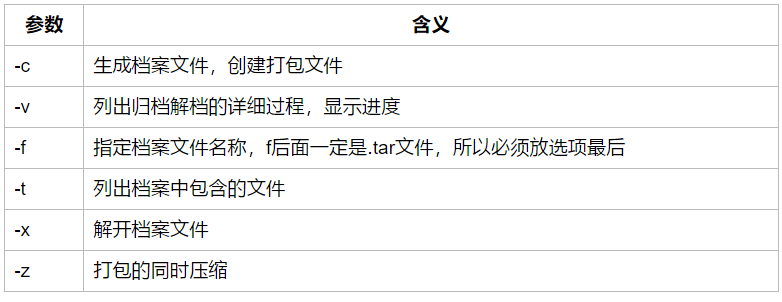 参数 含义
-c 生成档案文件，创建打包文件
-v 列出归档解档的详细过程，显示进度
-f 指定档案文件名称，f后面一定是.tar文件，所以必须放选项最后
-t 列出档案中包含的文件
-x 解开档案文件
-z 打包的同时压缩